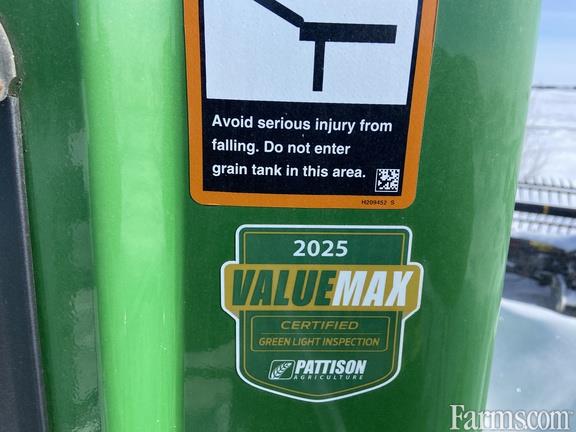 Avoid serious injury from
falling. Do not enter
grain tank in this area.
H209452 S
2025
VALUEMAX
CERTIFIED
GREEN LIGHT INSPECTION
PATTISON
AGRICULTURE
Farms.com